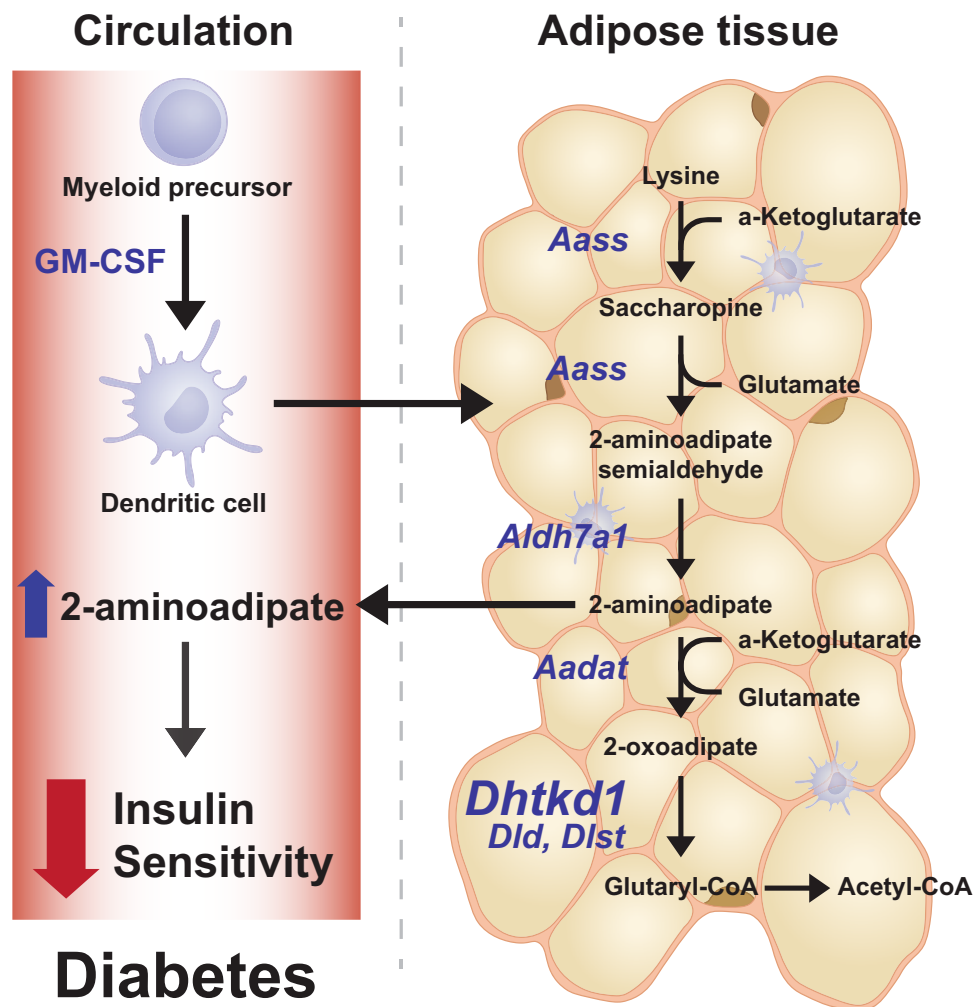 Circulation
Myeloid precursor
GM-CSF
Dendritic cell
2-aminoadipate
Insulin
Sensitivity
Diabetes
Adipose tissue
Lysine
a-Ketoglutarate
Aass
Saccharopine
Aass
Glutamate
2-aminoadipate
semialdehyde
Aldh7a1
2-aminoadipate
a-Ketoglutarate
Aadat
Glutamate
2-oxoadipate
Dhtkd1
Dld, Dlst
Glutaryl-CoA
Acetyl-CoA